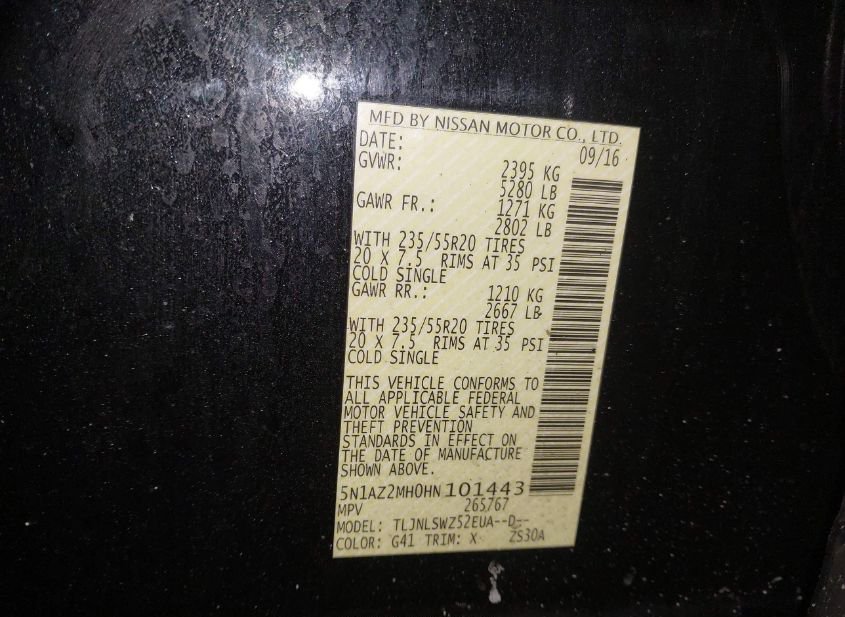 MFD BY NISSAN MOTOR CO., LTD.
DATE: 09/16
GVWR: 2395 KG
5280 LB
GAWR FR.: 1271 KG
2802 LB
WITH 235/55R20 TIRES
20 X 7.5 RIMS AT 35 PSI
COLD SINGLE
GAWR RR.: 1210 KG
2667 LB
WITH 235/55R20 TIRES
20 X 7.5 RIMS AT 35 PSI
COLD SINGLE
THIS VEHICLE CONFORMS TO
ALL APPLICABLE FEDERAL
MOTOR VEHICLE SAFETY AND
THEFT PREVENTION
STANDARDS IN EFFECT ON
THE DATE OF MANUFACTURE
SHOWN ABOVE.
5N1AZ2MH0HN101443
MPV 265767
MODEL: TLJNLSWZ52EUA--D--
COLOR: G41 TRIM: X ZS30A